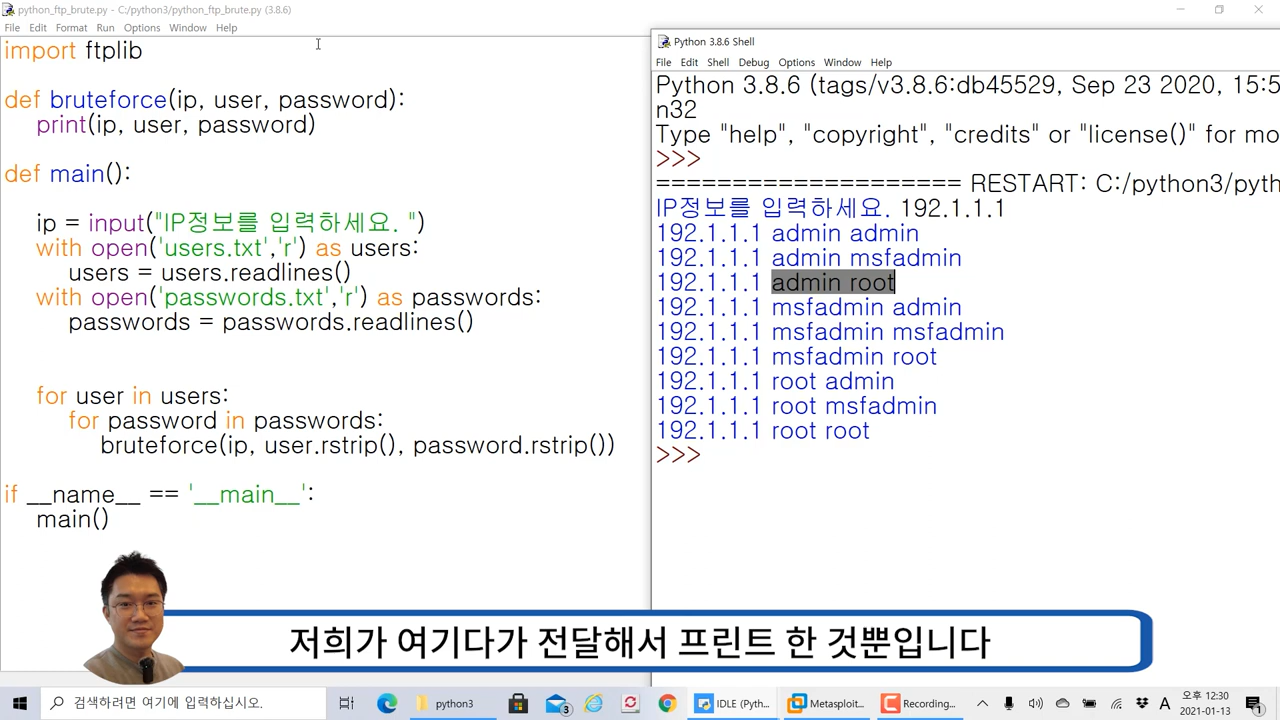 python_ftp_brute.py - C:/python3/python_ftp_brute.py (3.8.6)
File Edit Format Run Options Window Help
import ftplib
def bruteforce(ip, user, password):
print(ip, user, password)
def main():
ip = input("IP정보를 입력하세요. ")
with open('users.txt','r') as users:
users = users.readlines()
with open('passwords.txt','r') as passwords:
passwords = passwords.readlines()
for user in users:
for password in passwords:
bruteforce(ip, user.rstrip(), password.rstrip())
if __name__ == '__main__':
main()
Python 3.8.6 Shell
File Edit Shell Debug Options Window Help
Python 3.8.6 (tags/v3.8.6:db45529, Sep 23 2020, 15:5
n32
Type "help", "copyright", "credits" or "license()" for mo
>>>
==================== RESTART: C:/python3/pyth
IP정보를 입력하세요. 192.1.1.1
192.1.1.1 admin admin
192.1.1.1 admin msfadmin
192.1.1.1 admin root
192.1.1.1 msfadmin admin
192.1.1.1 msfadmin msfadmin
192.1.1.1 msfadmin root
192.1.1.1 root admin
192.1.1.1 root msfadmin
192.1.1.1 root root
>>>
저희가 여기다가 전달해서 프린트 한 것뿐입니다
검색하려면 여기에 입력하십시오.
python3
3
IDLE (Pyth...
Metasploit...
Recording...
A
오후 12:30
2021-01-13
1